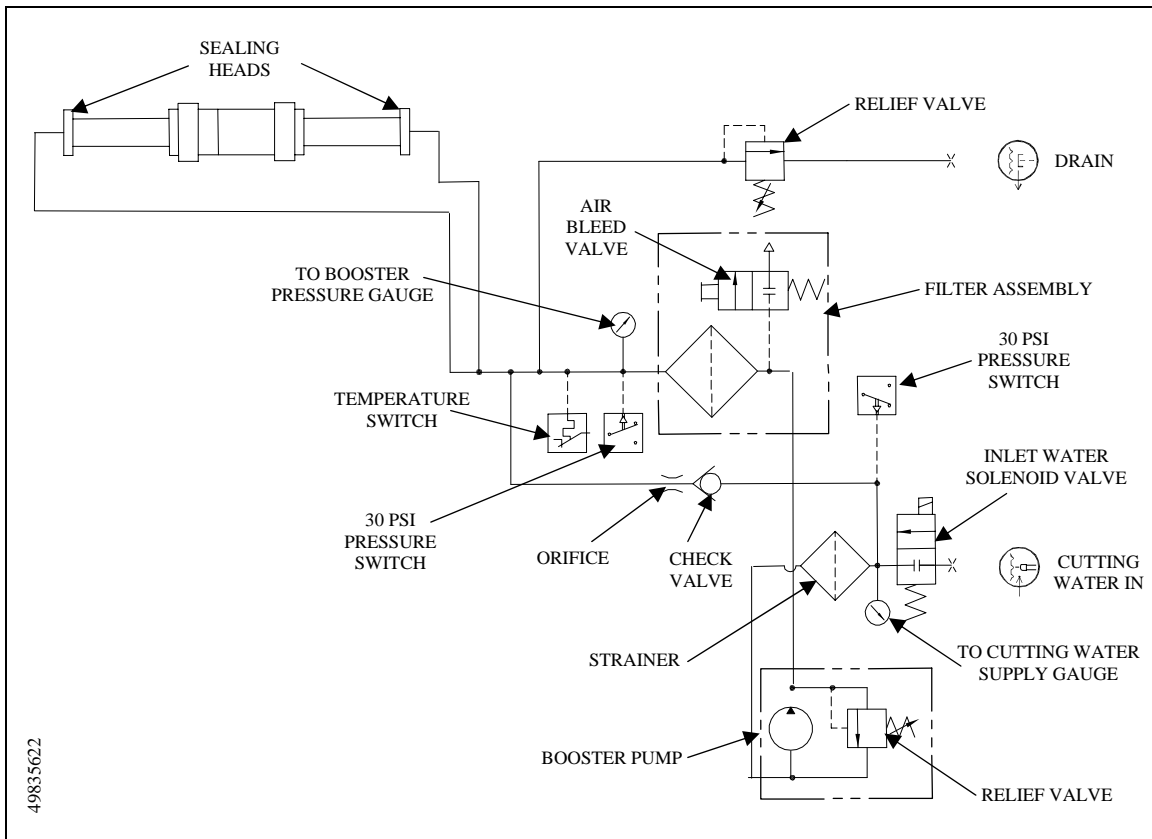 SEALING
HEADS
RELIEF VALVE
DRAIN
AIR
BLEED
VALVE
TO BOOSTER
PRESSURE GAUGE
FILTER ASSEMBLY
30 PSI
PRESSURE
SWITCH
TEMPERATURE
SWITCH
INLET WATER
SOLENOID VALVE
30 PSI
PRESSURE
SWITCH
ORIFICE
CHECK
VALVE
CUTTING
WATER IN
STRAINER
TO CUTTING WATER
SUPPLY GAUGE
BOOSTER PUMP
RELIEF VALVE
49835622